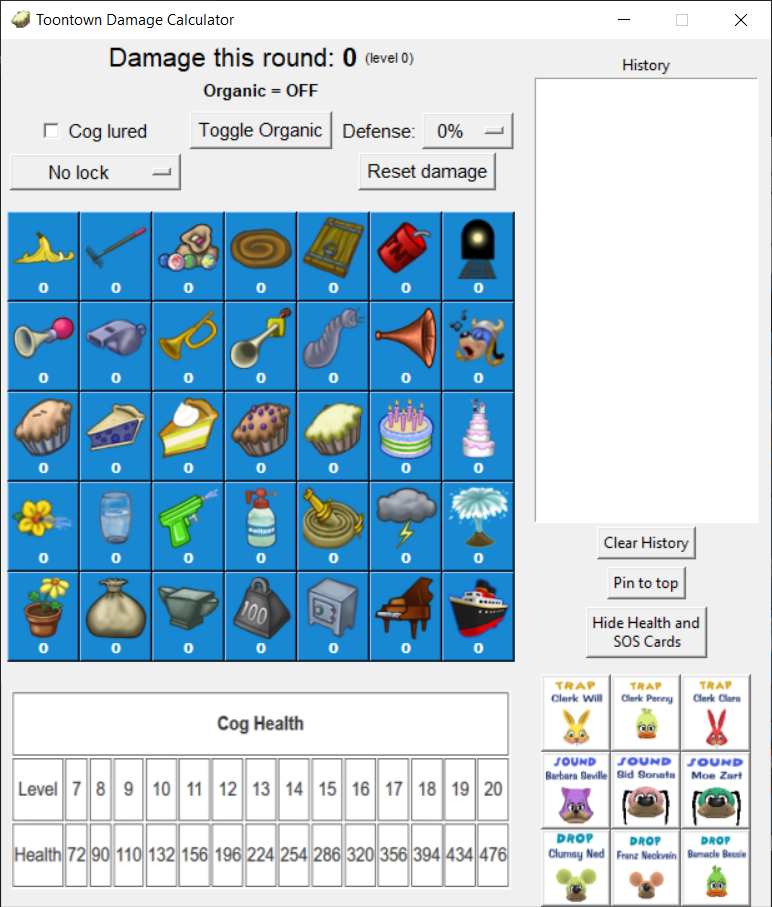 Toontown Damage Calculator
Damage this round: 0 (level 0)
Organic = OFF
Cog lured
Toggle Organic
Defense: 0%
No lock
Reset damage
0 0 0 0 0 0 0
0 0 0 0 0 0 0
0 0 0 0 0 0 0
0 0 0 0 0 0 0
100
0 0 0 0 0 0 0
History
Clear History
Pin to top
Hide Health and
SOS Cards
Cog Health
Level 7 8 9 10 11 12 13 14 15 16 17 18 19 20
Health 72 90 110 132 156 196 224 254 286 320 356 394 434 476
TRAP TRAP TRAP
Clerk Will Clerk Penny Clerk Clara
SOUND SOUND SOUND
Barbara Seville Sid Sonata Moe Zart
DROP DROP DROP
Clumsy Ned Franz Neckvein Barnacle Bessie